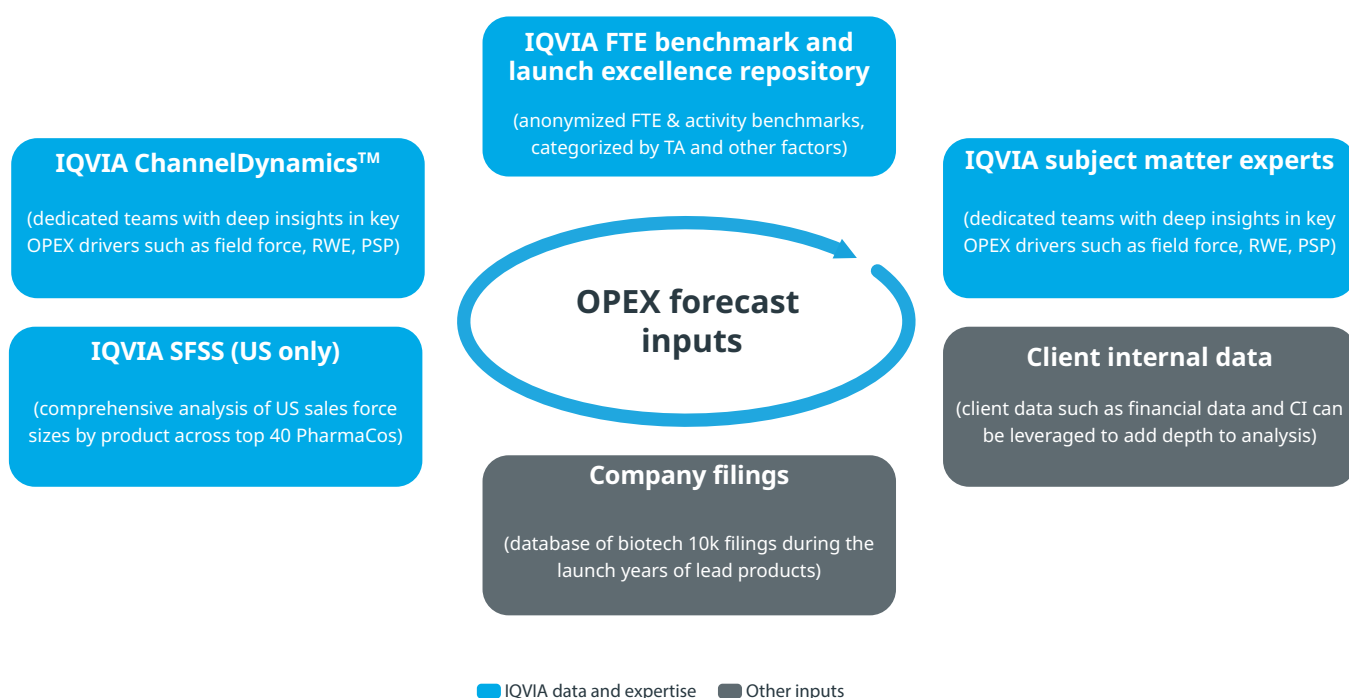 IQVIA FTE benchmark and
launch excellence repository
(anonymized FTE & activity benchmarks,
categorized by TA and other factors)
IQVIA ChannelDynamics™
(dedicated teams with deep insights in key
OPEX drivers such as field force, RWE, PSP)
IQVIA subject matter experts
(dedicated teams with deep insights in key
OPEX drivers such as field force, RWE, PSP)
OPEX forecast
inputs
IQVIA SFSS (US only)
(comprehensive analysis of US sales force
sizes by product across top 40 PharmaCos)
Client internal data
(client data such as financial data and CI can
be leveraged to add depth to analysis)
Company filings
(database of biotech 10k filings during the
launch years of lead products)
IQVIA data and expertise
Other inputs